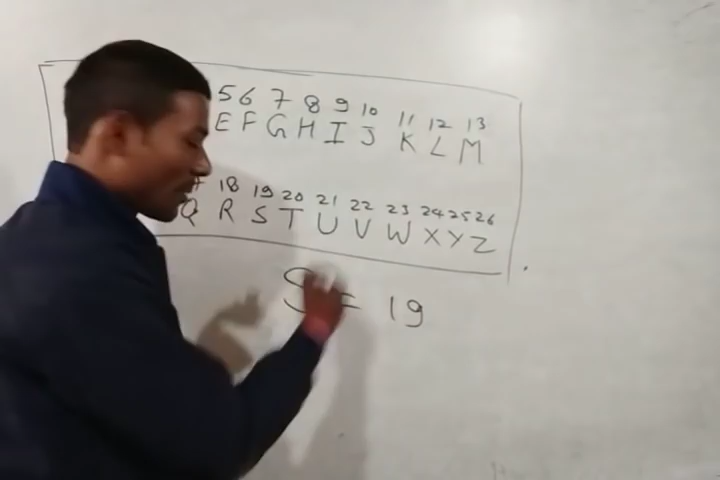 5 6 7 8 9 10 11 12 13
E F G H I J K L M
18 19 20 21 22 23 24 25 26
Q R S T U V W X Y Z
S = 19